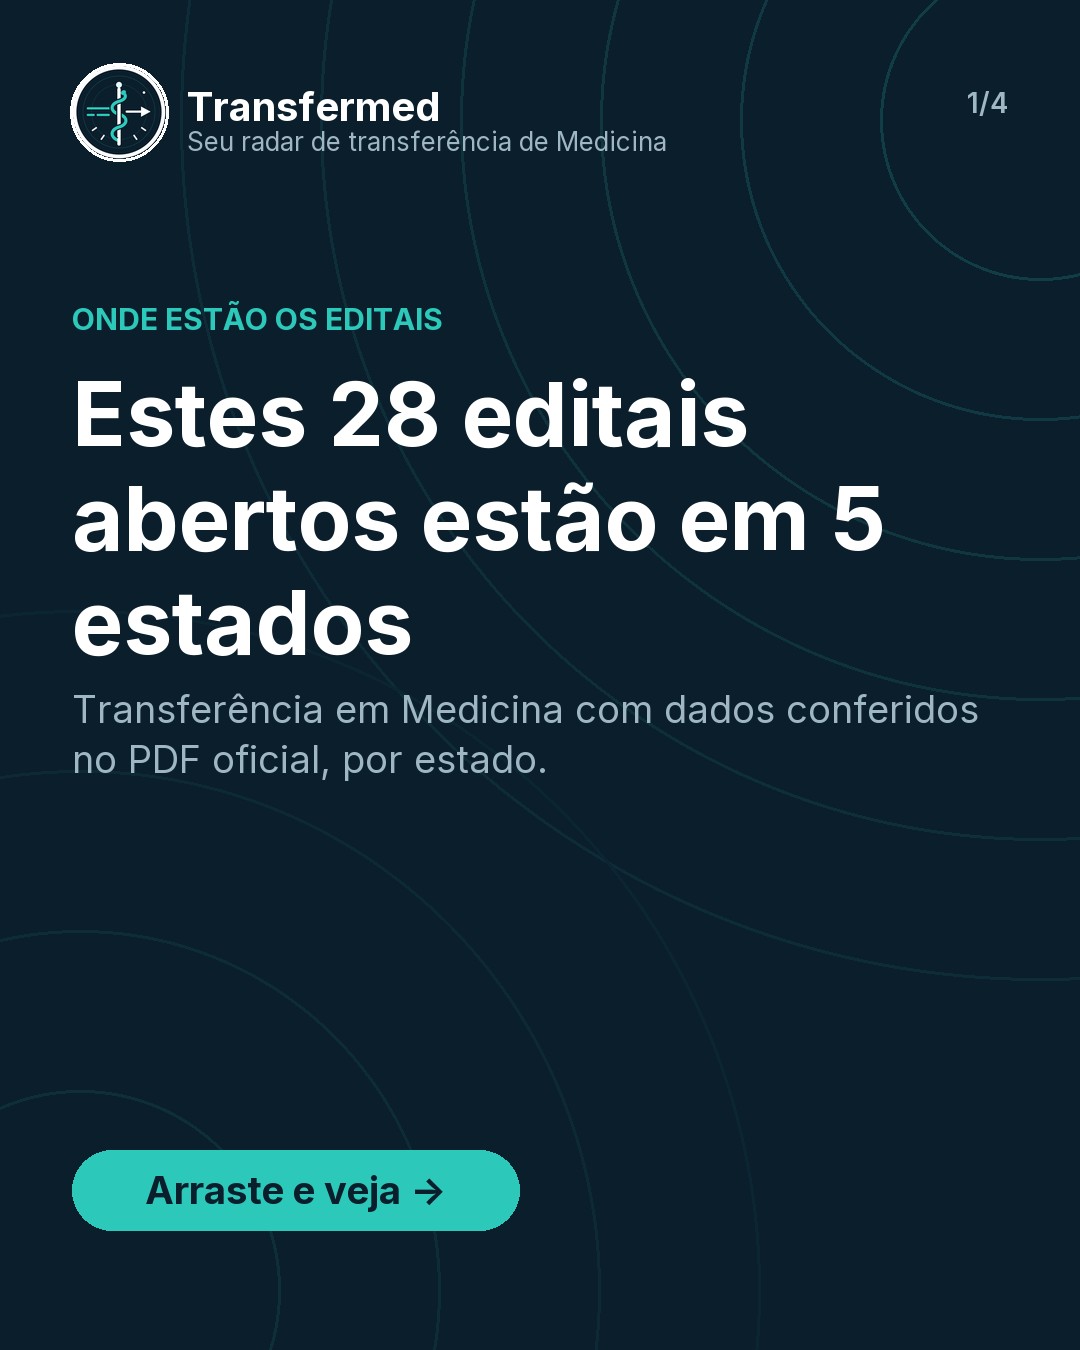 Transfermed
Seu radar de transferência de Medicina
1/4
ONDE ESTÃO OS EDITAIS
Estes 28 editais
abertos estão em 5
estados
Transferência em Medicina com dados conferidos
no PDF oficial, por estado.
Arraste e veja →